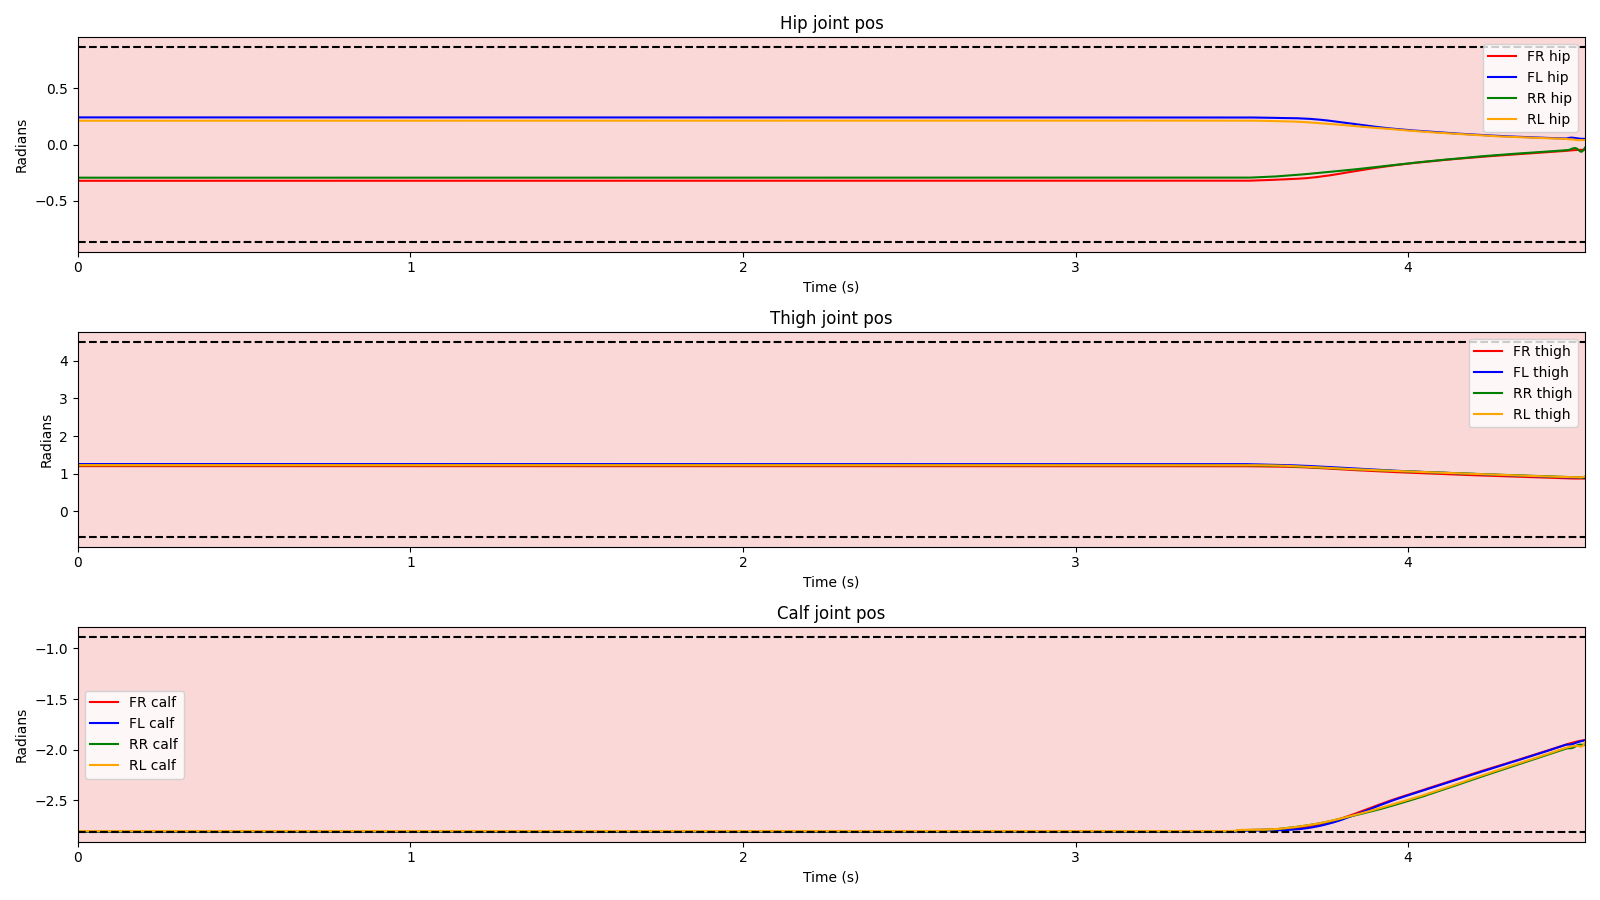 Hip joint pos
Radians
0.5
0.0
−0.5
FR hip
FL hip
RR hip
RL hip
0 1 2 3 4
Time (s)
Thigh joint pos
Radians
4
3
2
1
0
FR thigh
FL thigh
RR thigh
RL thigh
0 1 2 3 4
Time (s)
Calf joint pos
Radians
−1.0
−1.5
−2.0
−2.5
FR calf
FL calf
RR calf
RL calf
0 1 2 3 4
Time (s)